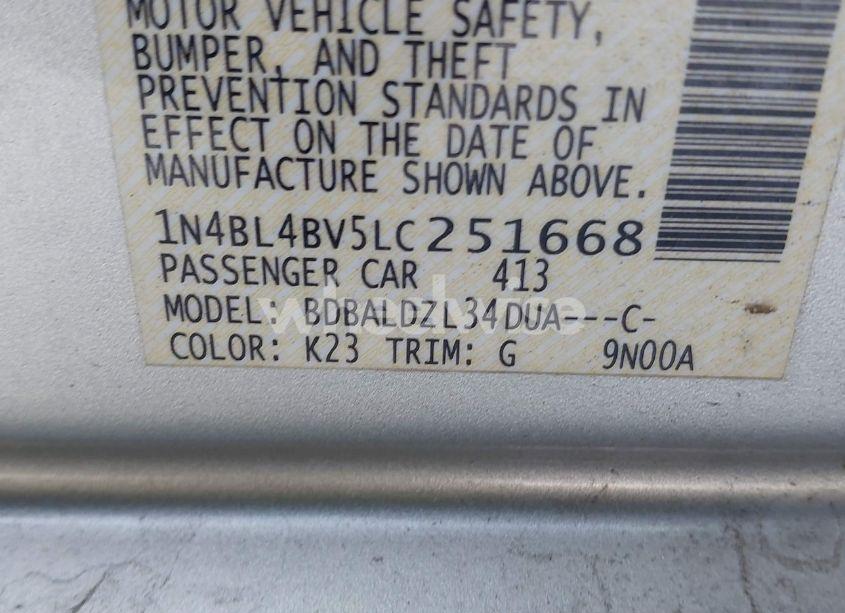 MOTOR VEHICLE SAFETY,
BUMPER, AND THEFT
PREVENTION STANDARDS IN
EFFECT ON THE DATE OF
MANUFACTURE SHOWN ABOVE.
1N4BL4BV5LC251668
PASSENGER CAR 413
MODEL: BDBALDZL34DUA---C-
COLOR: K23 TRIM: G 9N00A